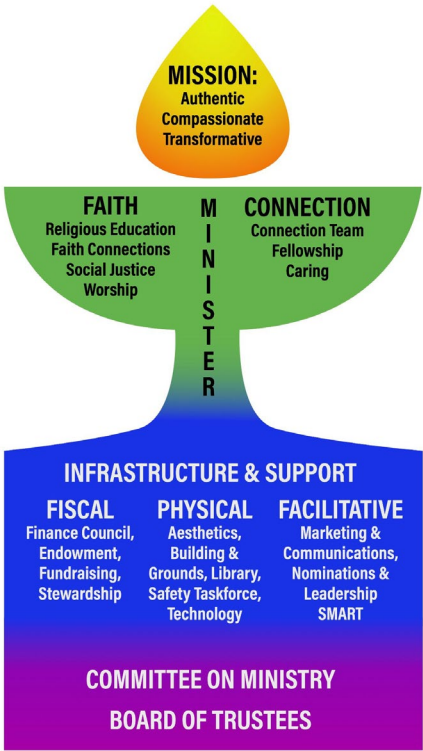 MISSION:
Authentic
Compassionate
Transformative
FAITH
Religious Education
Faith Connections
Social Justice
Worship
MINISTER
CONNECTION
Connection Team
Fellowship
Caring
INFRASTRUCTURE & SUPPORT
FISCAL
Finance Council,
Endowment,
Fundraising,
Stewardship
PHYSICAL
Aesthetics,
Building &
Grounds, Library,
Safety Taskforce,
Technology
FACILITATIVE
Marketing &
Communications,
Nominations &
Leadership
SMART
COMMITTEE ON MINISTRY
BOARD OF TRUSTEES